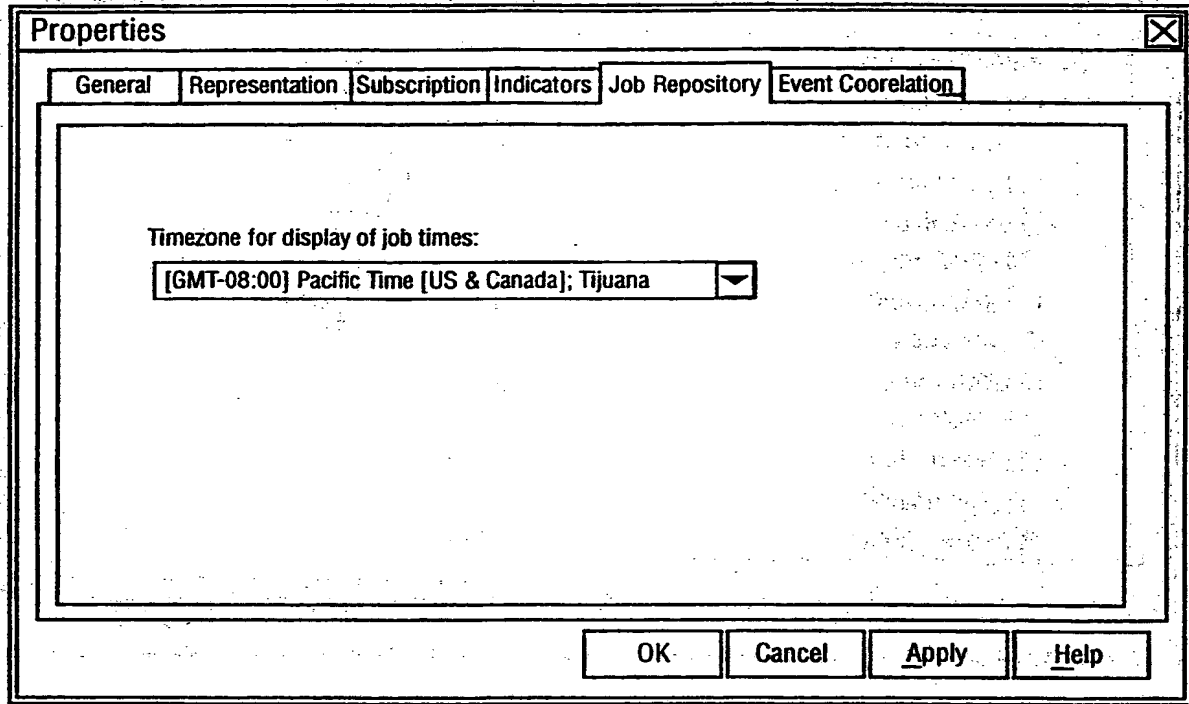 Properties
General Representation Subscription Indicators Job Repository Event Coorelation
Timezone for display of job times:
[GMT-08:00] Pacific Time [US & Canada]; Tijuana
OK Cancel Apply Help